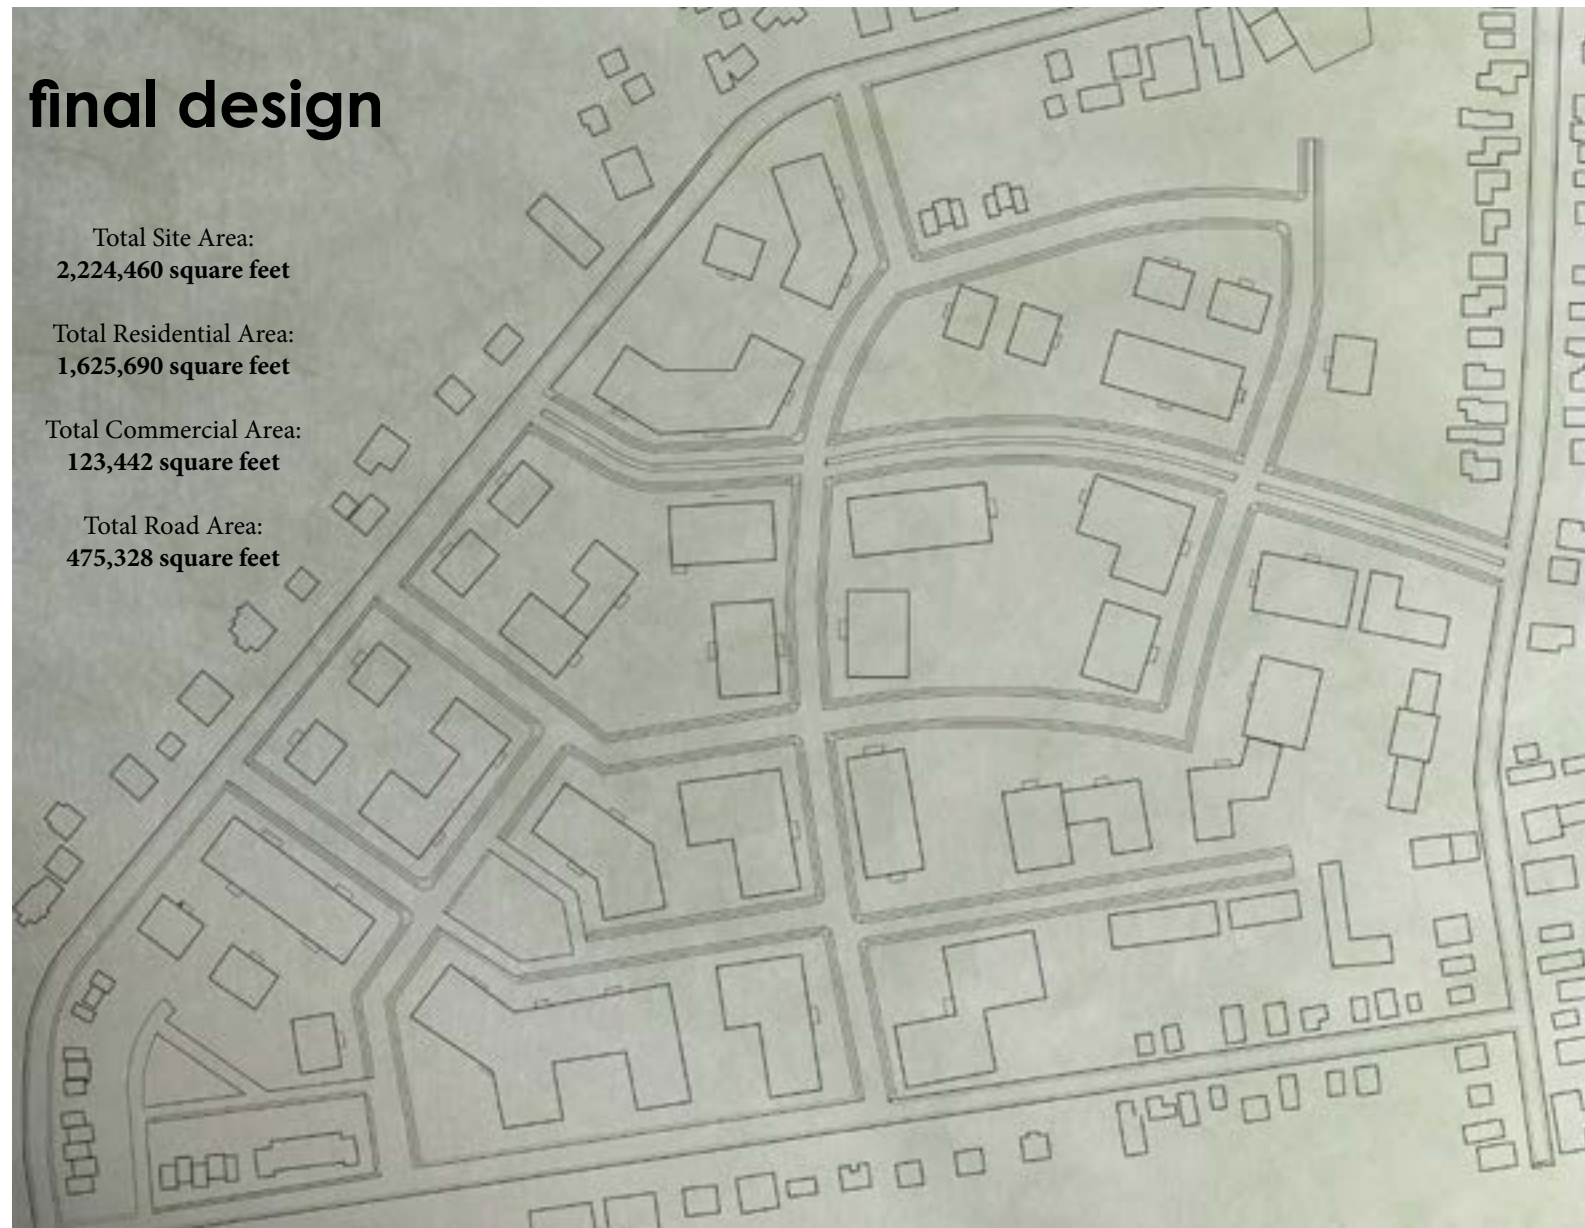 final design
Total Site Area:
2,224,460 square feet
Total Residential Area:
1,625,690 square feet
Total Commercial Area:
123,442 square feet
Total Road Area:
475,328 square feet